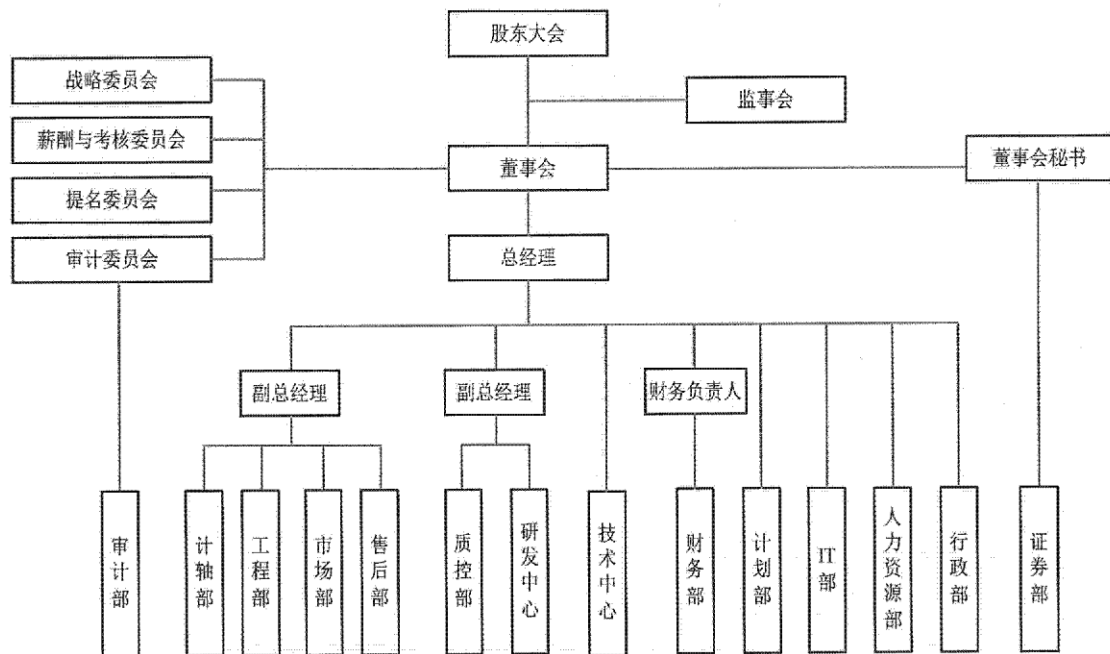 股东大会
战略委员会
监事会
薪酬与考核委员会
董事会
董事会秘书
提名委员会
审计委员会
总经理
副总经理
副总经理
财务负责人
审计部
计轴部
工程部
市场部
售后部
质控部
研发中心
技术中心
财务部
计划部
IT部
人力资源部
行政部
证券部